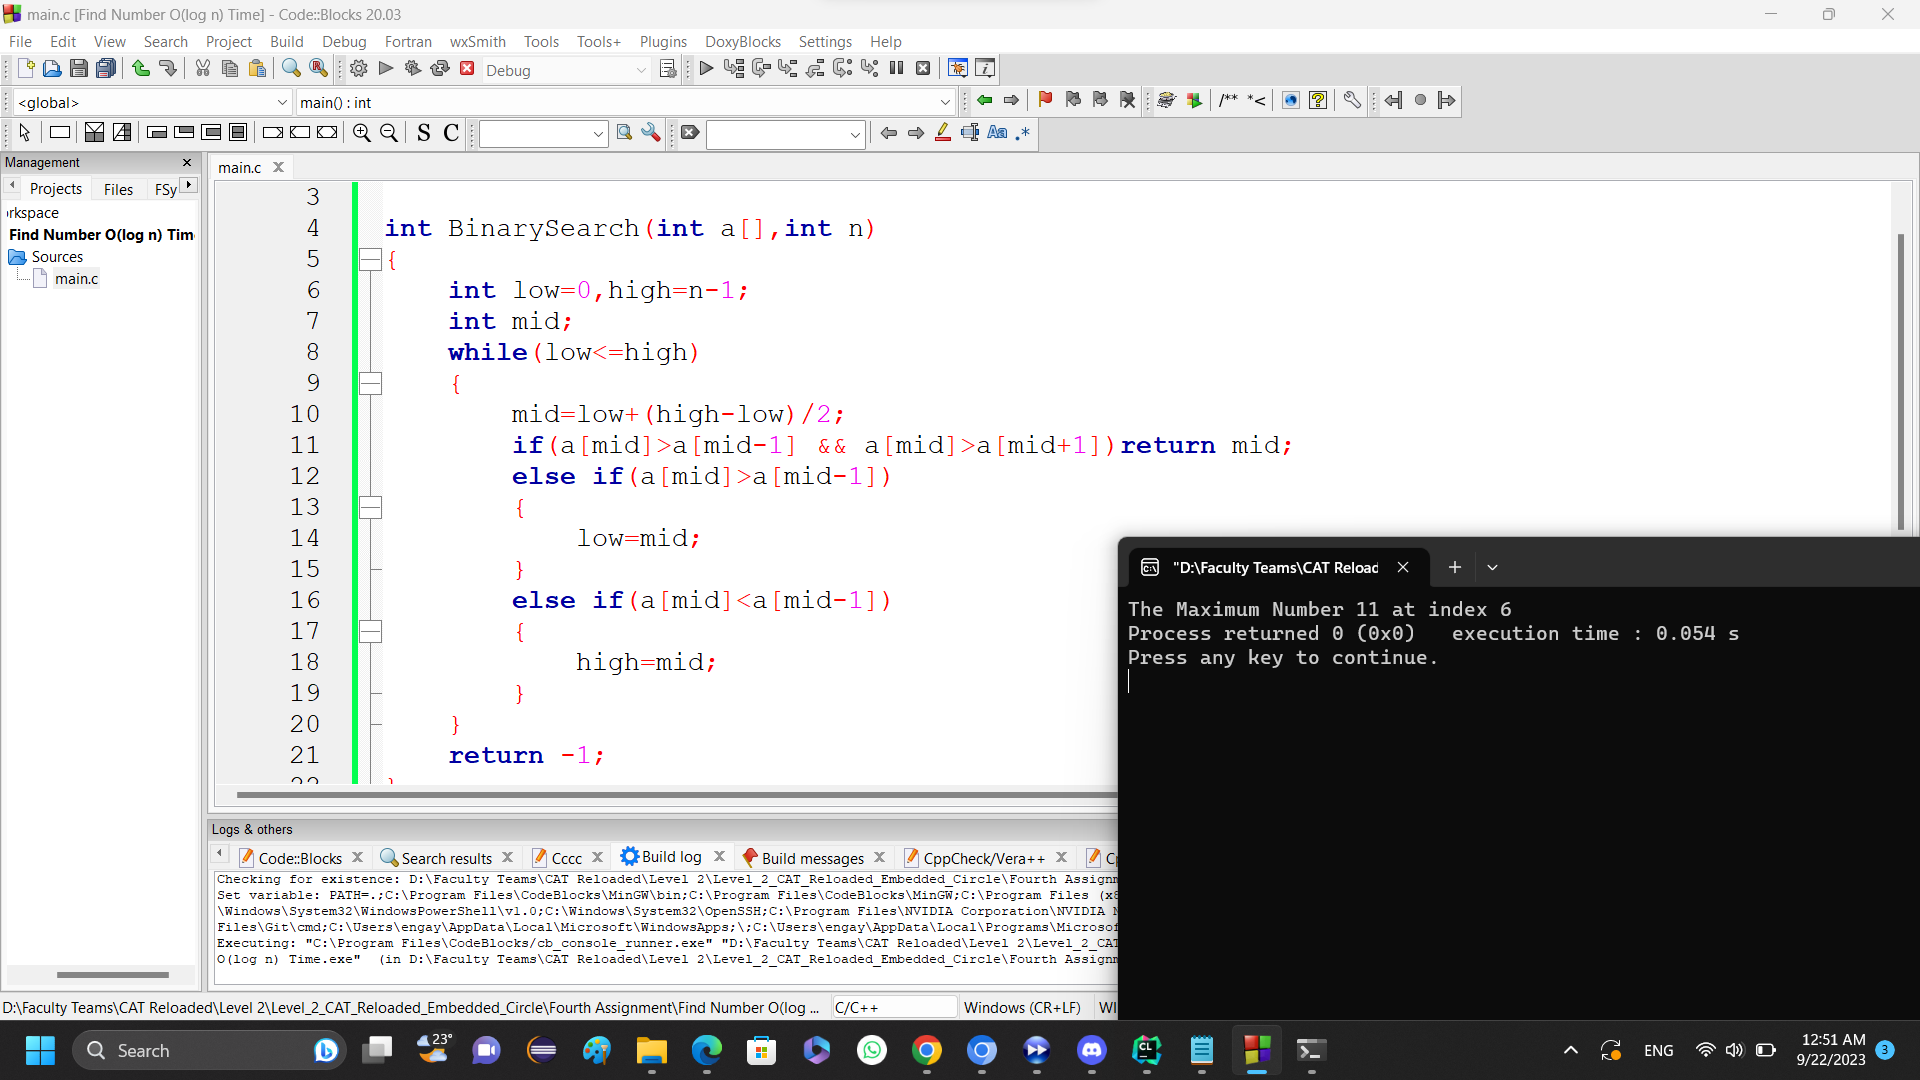 main.c [Find Number O(log n) Time] - Code::Blocks 20.03
File Edit View Search Project Build Debug Fortran wxSmith Tools Tools+ Plugins DoxyBlocks Settings Help
Debug
<global>
main() : int
/** *<
S C
Aa .*
Management
Projects Files FSy
rkspace
Find Number O(log n) Tim
Sources
main.c
main.c
3
4 int BinarySearch(int a[],int n)
5 {
6 int low=0,high=n-1;
7 int mid;
8 while(low<=high)
9 {
10 mid=low+(high-low)/2;
11 if(a[mid]>a[mid-1] && a[mid]>a[mid+1])return mid;
12 else if(a[mid]>a[mid-1])
13 {
14 low=mid;
15 }
16 else if(a[mid]<a[mid-1])
17 {
18 high=mid;
19 }
20 }
21 return -1;
"D:\Faculty Teams\CAT Reload
The Maximum Number 11 at index 6
Process returned 0 (0x0)   execution time : 0.054 s
Press any key to continue.
Logs & others
Code::Blocks Search results Cccc Build log Build messages CppCheck/Vera++
Checking for existence: D:\Faculty Teams\CAT Reloaded\Level 2\Level_2_CAT_Reloaded_Embedded_Circle\Fourth Assignm
Set variable: PATH=.;C:\Program Files\CodeBlocks\MinGW\bin;C:\Program Files\CodeBlocks\MinGW;C:\Program Files (x8
\Windows\System32\WindowsPowerShell\v1.0;C:\Windows\System32\OpenSSH;C:\Program Files\NVIDIA Corporation\NVIDIA N
Files\Git\cmd;C:\Users\engay\AppData\Local\Microsoft\WindowsApps;\;C:\Users\engay\AppData\Local\Programs\Microsof
Executing: "C:\Program Files\CodeBlocks/cb_console_runner.exe" "D:\Faculty Teams\CAT Reloaded\Level 2\Level_2_CAT
O(log n) Time.exe"  (in D:\Faculty Teams\CAT Reloaded\Level 2\Level_2_CAT_Reloaded_Embedded_Circle\Fourth Assignm
D:\Faculty Teams\CAT Reloaded\Level 2\Level_2_CAT_Reloaded_Embedded_Circle\Fourth Assignment\Find Number O(log ... C/C++ Windows (CR+LF) WI
Search
23°
CL
ENG
12:51 AM
9/22/2023
3